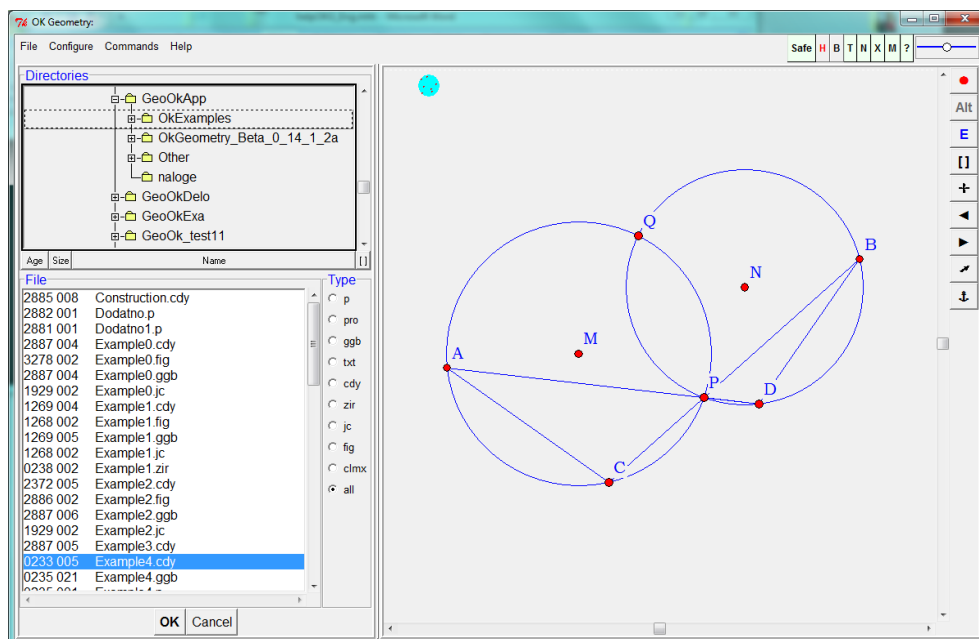 OK Geometry:
File Configure Commands Help
Safe H B T N X M ?
Directories
GeoOkApp
OkExamples
OkGeometry_Beta_0_14_1_2a
Other
naloge
GeoOkDelo
GeoOkExa
GeoOk_test11
Age Size Name [ ]
File
2885 008 Construction.cdy
2882 001 Dodatno.p
2881 001 Dodatno1.p
2887 004 Example0.cdy
3278 002 Example0.fig
2887 004 Example0.ggb
1929 002 Example0.jc
1269 004 Example1.cdy
1268 002 Example1.fig
1269 005 Example1.ggb
1268 002 Example1.jc
0238 002 Example1.zir
2372 005 Example2.cdy
2886 002 Example2.fig
2887 006 Example2.ggb
1929 002 Example2.jc
2887 005 Example3.cdy
0233 005 Example4.cdy
0235 021 Example4.ggb
Type
p
pro
ggb
txt
cdy
zir
jc
fig
clmx
all
OK Cancel
Q
B
N
M
A
P
D
C
Alt
E
[ ]